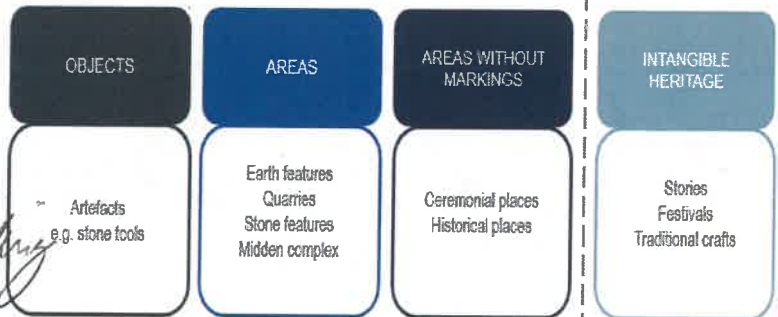 OBJECTS
Artefacts
e.g. stone tools
AREAS
Earth features
Quarries
Stone features
Midden complex
AREAS WITHOUT
MARKINGS
Ceremonial places
Historical places
INTANGIBLE
HERITAGE
Stories
Festivals
Traditional crafts